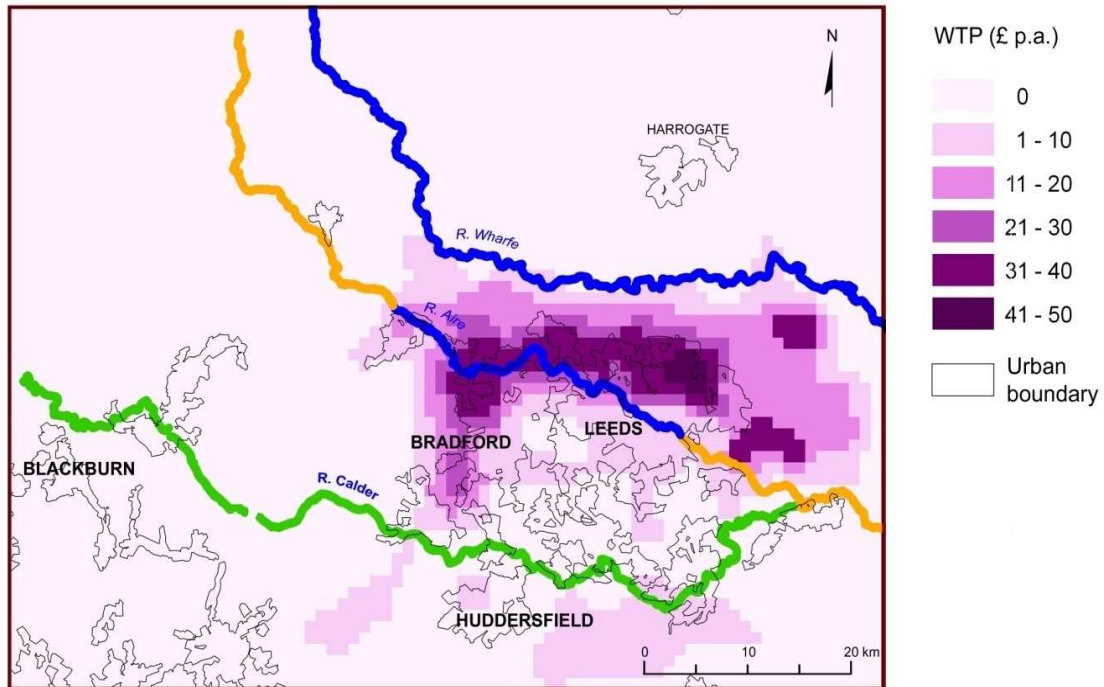 WTP (£ p.a.)
N
0
HARROGATE
1 - 10
11 - 20
R. Wharfe
21 - 30
31 - 40
R. Aire
41 - 50
Urban
boundary
LEEDS
BRADFORD
BLACKBURN
R. Calder
HUDDERSFIELD
0
20 km